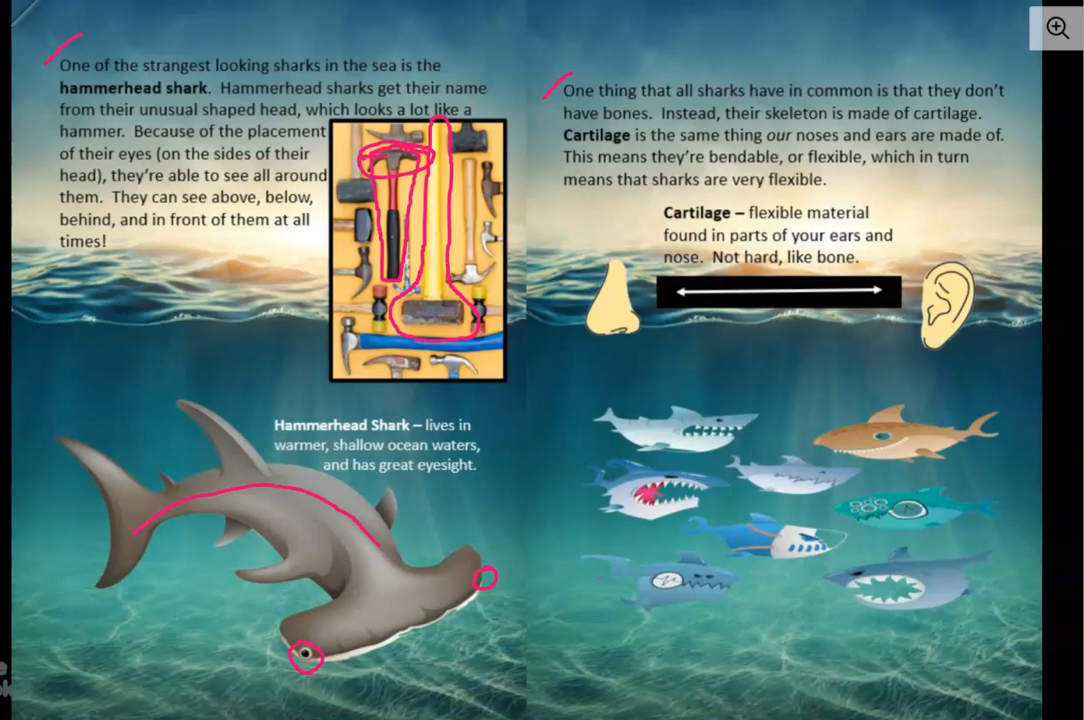 One of the strangest looking sharks in the sea is the
hammerhead shark. Hammerhead sharks get their name
from their unusual shaped head, which looks a lot like a
hammer. Because of the placement
of their eyes (on the sides of their
head), they're able to see all around
them. They can see above, below,
behind, and in front of them at all
times!
Hammerhead Shark – lives in
warmer, shallow ocean waters,
and has great eyesight.
One thing that all sharks have in common is that they don't
have bones. Instead, their skeleton is made of cartilage.
Cartilage is the same thing our noses and ears are made of.
This means they're bendable, or flexible, which in turn
means that sharks are very flexible.
Cartilage – flexible material
found in parts of your ears and
nose. Not hard, like bone.